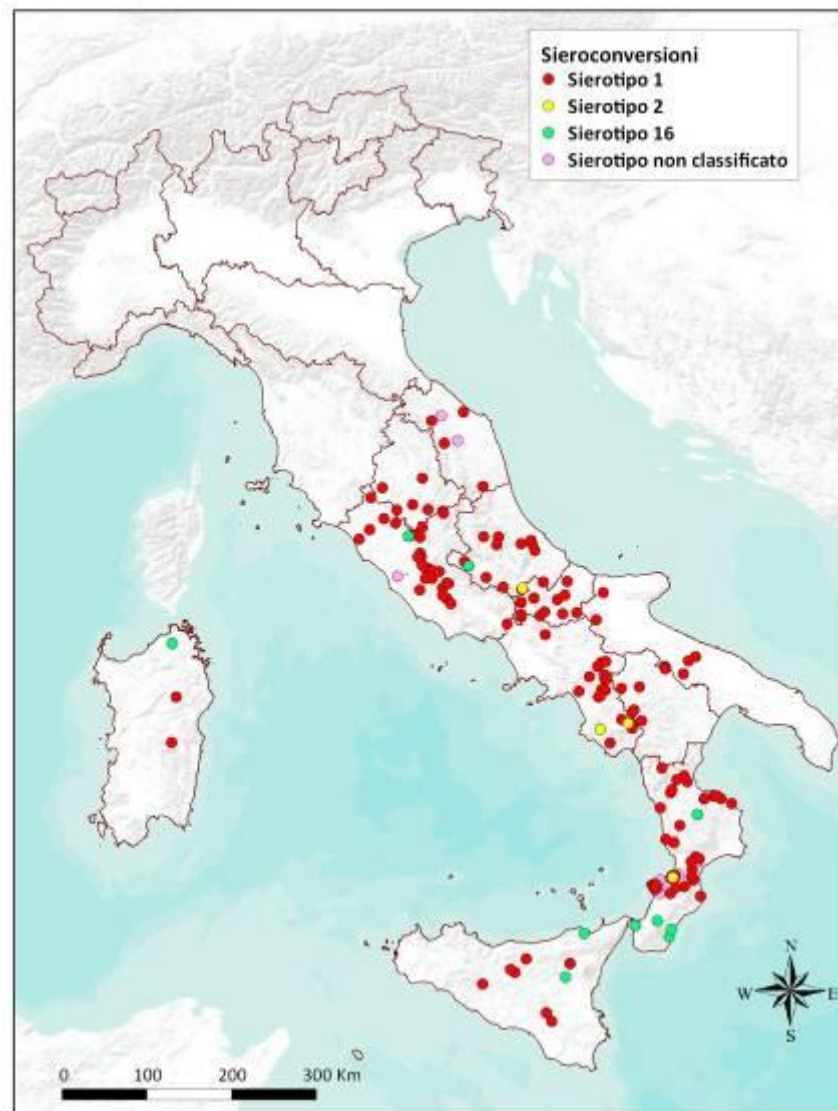 Sieroconversioni
Sierotipo 1
Sierotipo 2
Sierotipo 16
Sierotipo non classificato
N
W E
S
0 100 200 300 Km